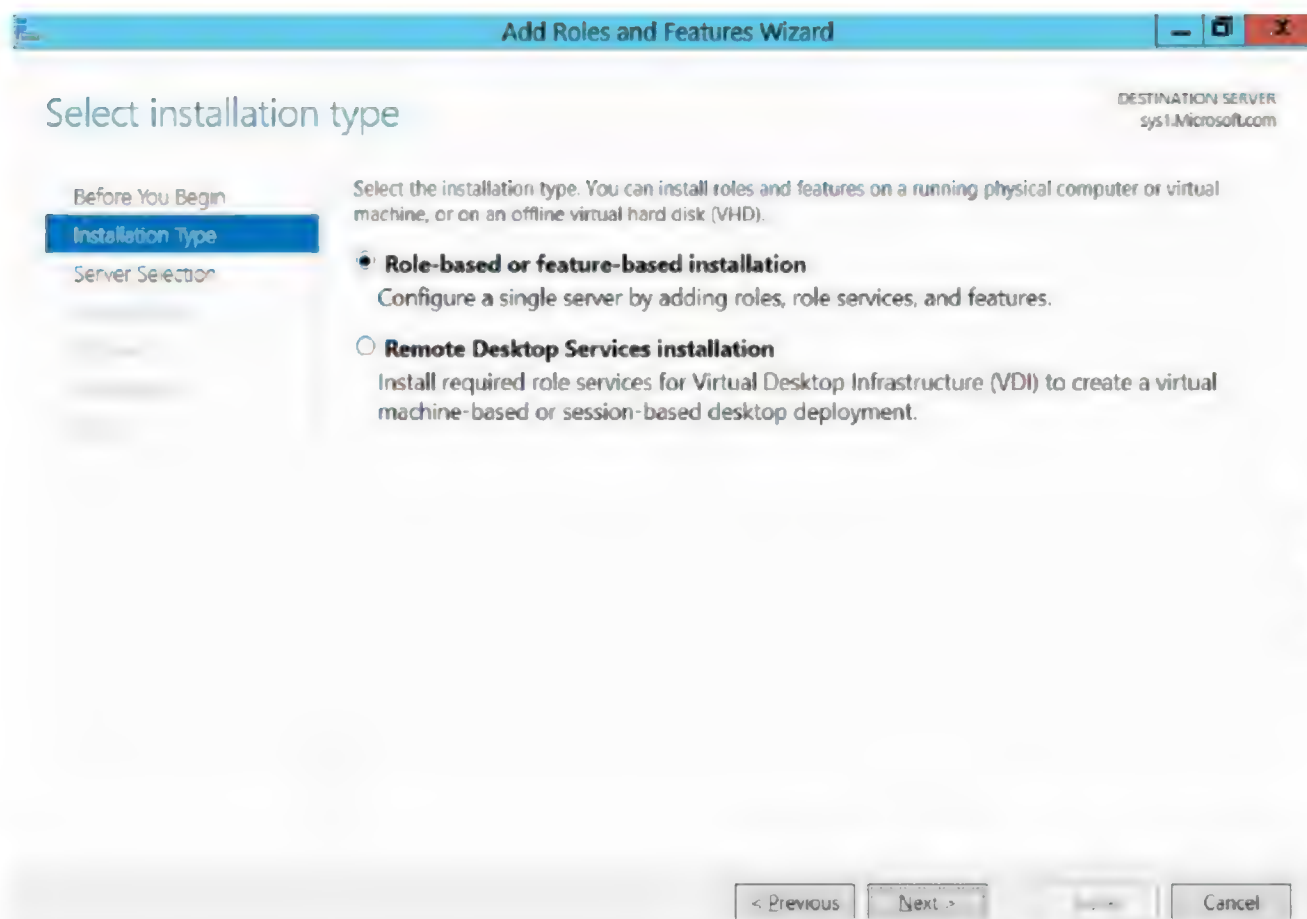 Add Roles and Features Wizard
Select installation type
DESTINATION SERVER
sys1.Microsoft.com
Before You Begin
Installation Type
Server Selection
Select the installation type. You can install roles and features on a running physical computer or virtual
machine, or on an offline virtual hard disk (VHD).
Role-based or feature-based installation
Configure a single server by adding roles, role services, and features.
Remote Desktop Services installation
Install required role services for Virtual Desktop Infrastructure (VDI) to create a virtual
machine-based or session-based desktop deployment.
< Previous
Next >
Cancel